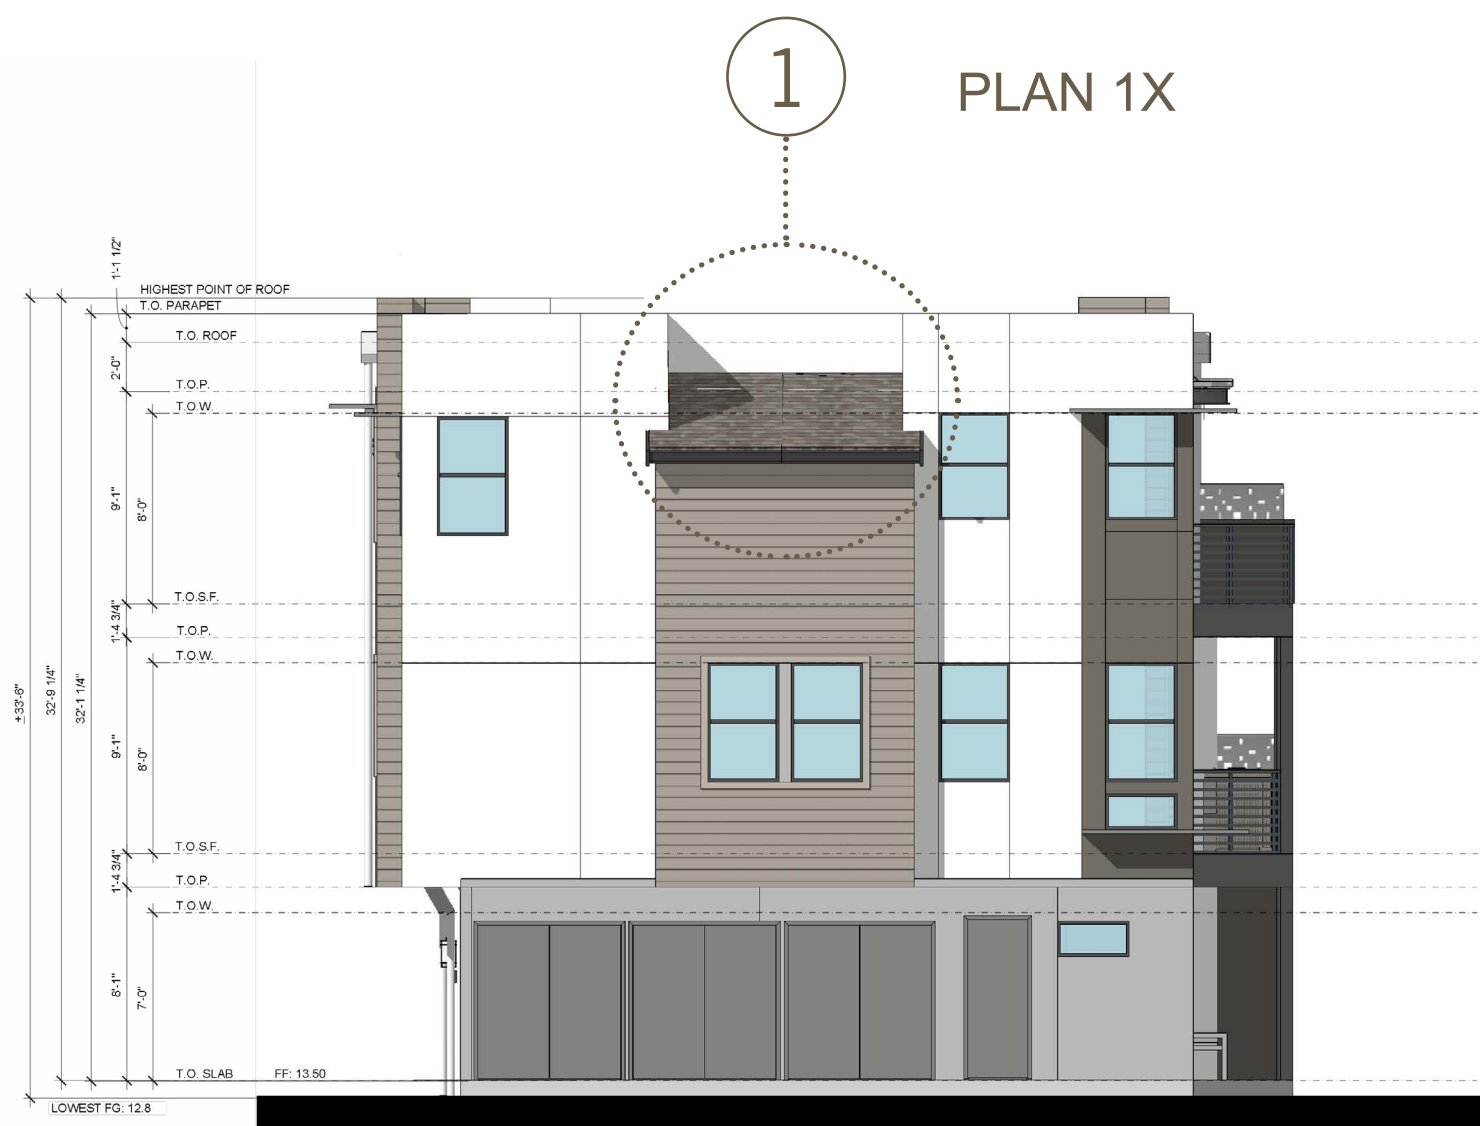 1
PLAN 1X
1'-1 1/2"
HIGHEST POINT OF ROOF
T.O. PARAPET
T.O. ROOF
2'-0"
T.O.P.
T.O.W.
9'-1"
8'-0"
T.O.S.F.
1'-4 3/4"
T.O.P.
T.O.W.
±33'-6"
32'-9 1/4"
32'-1 1/4"
9'-1"
8'-0"
T.O.S.F.
1'-4 3/4"
T.O.P.
T.O.W.
8'-1"
7'-0"
T.O. SLAB FF: 13.50
LOWEST FG: 12.8